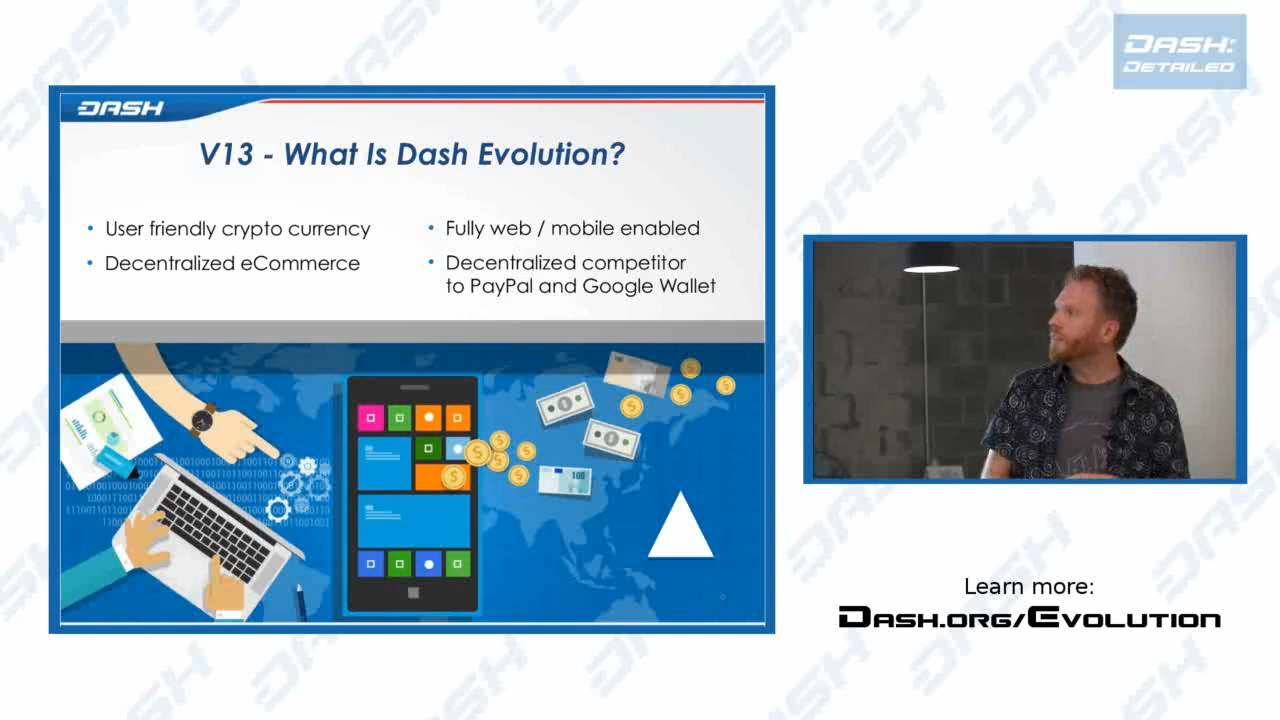 DASH:
DETAILED
DASH
V13 - What Is Dash Evolution?
• User friendly crypto currency
• Decentralized eCommerce
• Fully web / mobile enabled
• Decentralized competitor
to PayPal and Google Wallet
100
Learn more:
DASH.ORG/EVOLUTION